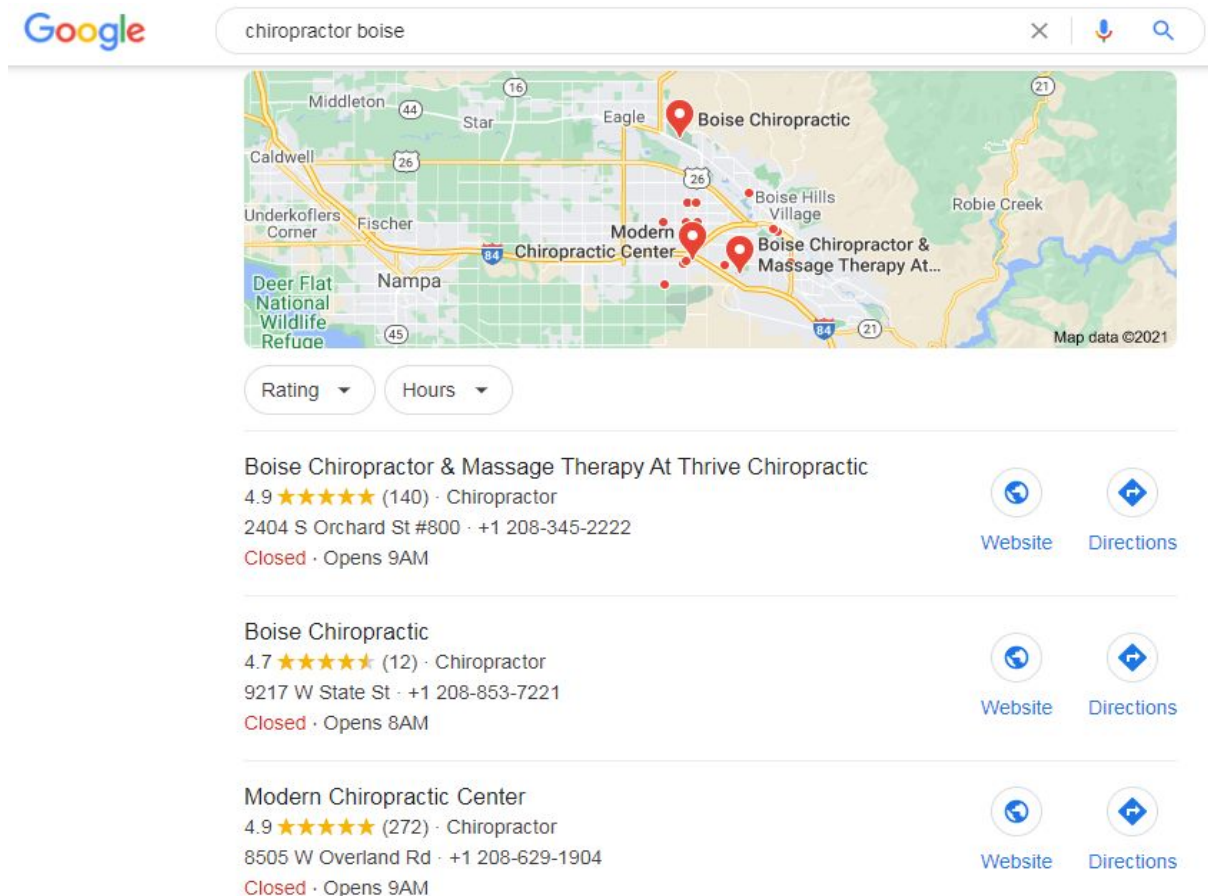 Google
chiropractor boise
Middleton
44
16
Star
Eagle
Boise Chiropractic
21
Caldwell
26
26
Boise Hills
Village
Robie Creek
Underkoflers
Corner
Fischer
Modern
Chiropractic Center
Boise Chiropractor &
Massage Therapy At...
84
Nampa
Deer Flat
National
Wildlife
Refuge
45
84
21
Map data ©2021
Rating
Hours
Boise Chiropractor & Massage Therapy At Thrive Chiropractic
4.9 ★★★★★ (140) · Chiropractor
2404 S Orchard St #800 · +1 208-345-2222
Closed · Opens 9AM
Website
Directions
Boise Chiropractic
4.7 ★★★★★ (12) · Chiropractor
9217 W State St · +1 208-853-7221
Closed · Opens 8AM
Website
Directions
Modern Chiropractic Center
4.9 ★★★★★ (272) · Chiropractor
8505 W Overland Rd · +1 208-629-1904
Closed · Opens 9AM
Website
Directions